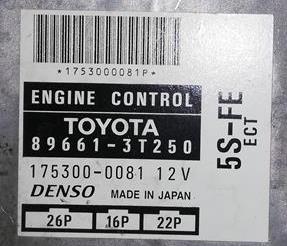 *1753000081P*
ENGINE CONTROL
TOYOTA
89661-3T250
175300-0081 12V
DENSO MADE IN JAPAN
26P 16P 22P
5S-FE
ECT